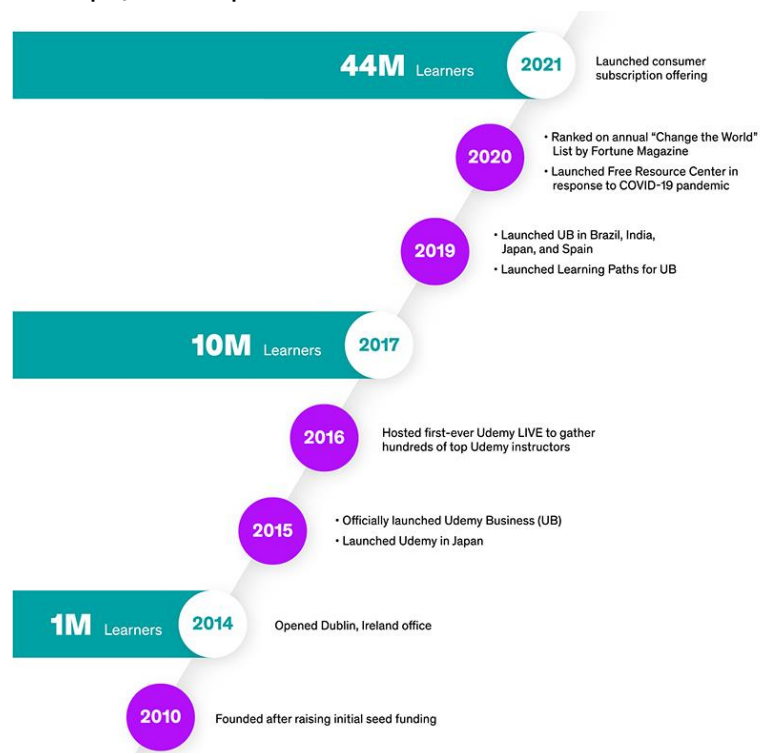 44M Learners
2021
Launched consumer
subscription offering
2020
• Ranked on annual “Change the World”
List by Fortune Magazine
• Launched Free Resource Center in
response to COVID-19 pandemic
2019
• Launched UB in Brazil, India,
Japan, and Spain
• Launched Learning Paths for UB
10M Learners
2017
2016
Hosted first-ever Udemy LIVE to gather
hundreds of top Udemy instructors
2015
• Officially launched Udemy Business (UB)
• Launched Udemy in Japan
1M Learners
2014
Opened Dublin, Ireland office
2010
Founded after raising initial seed funding